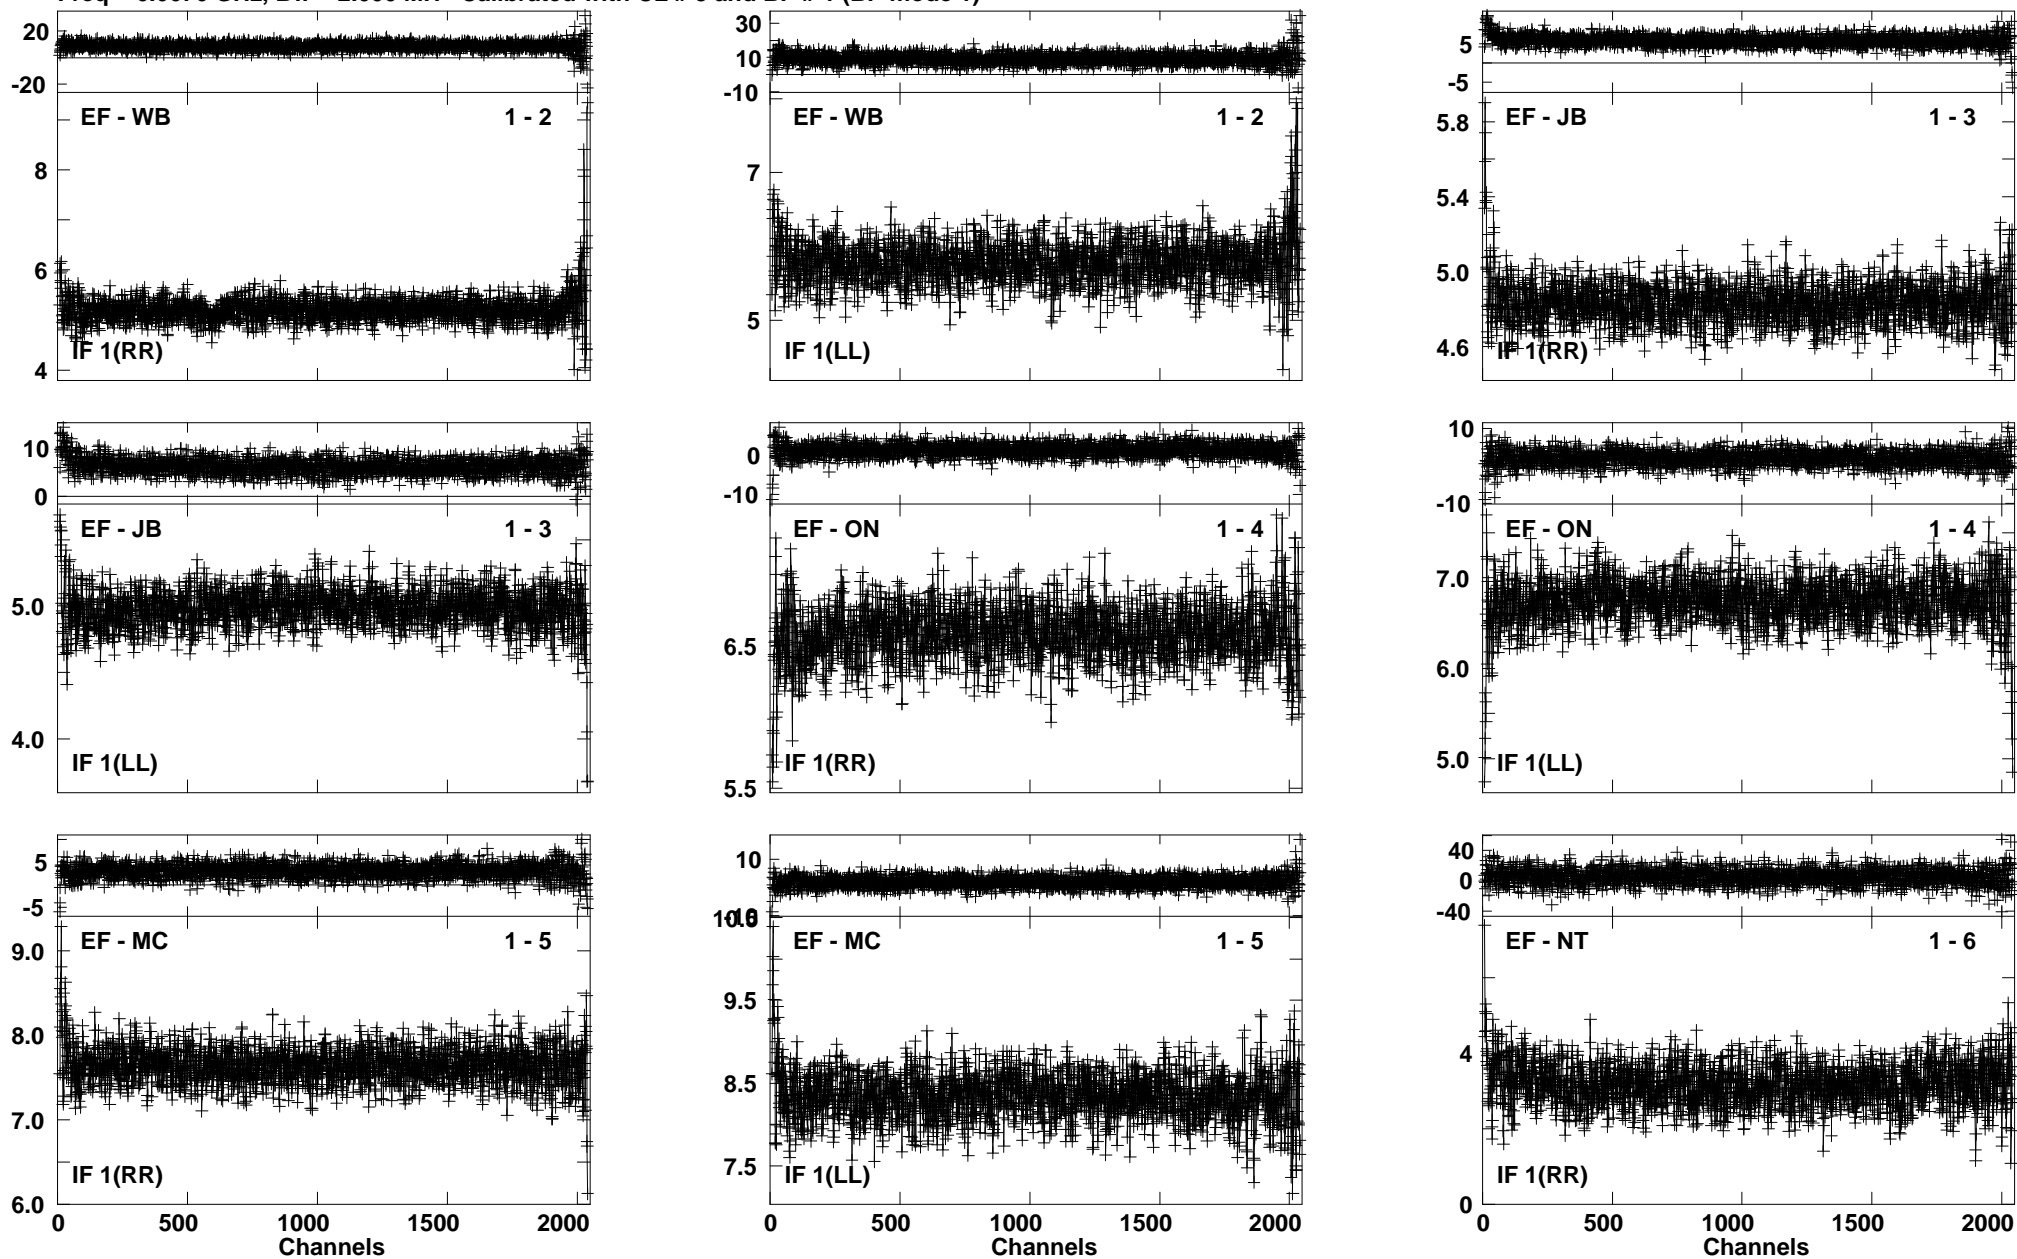 20
-20
EF - WB 1 - 2
8
6
4
IF 1(RR)
30
10
-10
EF - WB 1 - 2
7
5
IF 1(LL)
5
-5
EF - JB 1 - 3
5.8
5.4
5.0
4.6
IF 1(RR)
10
0
EF - JB 1 - 3
5.0
4.0
IF 1(LL)
0
-10
EF - ON 1 - 4
6.5
5.5
IF 1(RR)
10
-10
EF - ON 1 - 4
7.0
6.0
5.0
IF 1(LL)
5
-5
EF - MC 1 - 5
9.0
8.0
7.0
6.0
IF 1(RR)
0 500 1000 1500 2000
Channels
10
EF - MC 1 - 5
9.5
8.5
7.5
IF 1(LL)
0 500 1000 1500 2000
Channels
40
0
-40
EF - NT 1 - 6
4
2
0
IF 1(RR)
0 500 1000 1500 2000
Channels